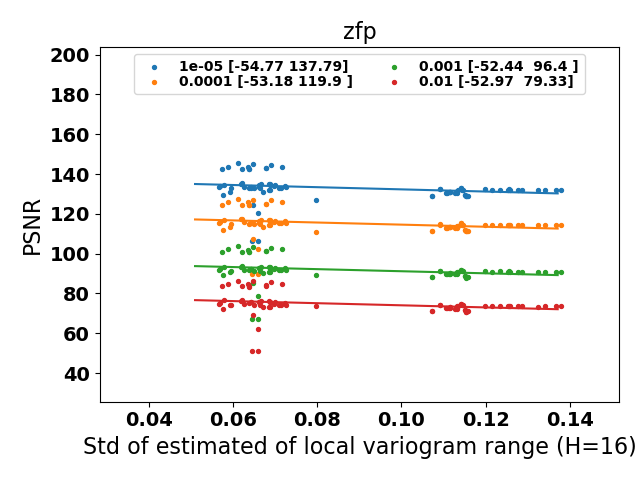 zfp
1e-05 [-54.77 137.79]
0.0001 [-53.18 119.9 ]
0.001 [-52.44  96.4 ]
0.01 [-52.97  79.33]
PSNR
200
180
160
140
120
100
80
60
40
0.04 0.06 0.08 0.10 0.12 0.14
Std of estimated of local variogram range (H=16)